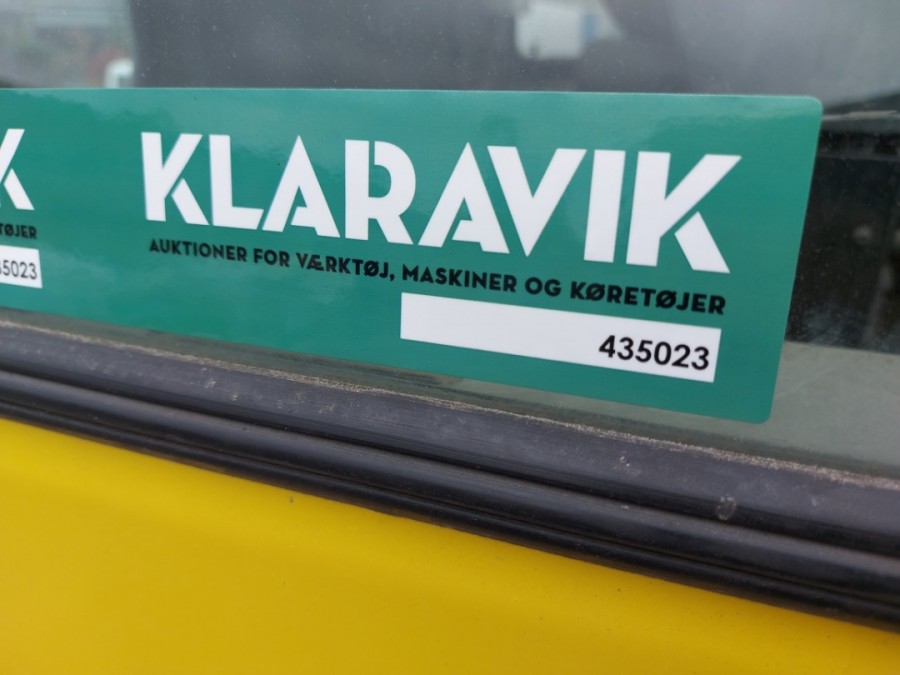 KLARAVIK
AUKTIONER FOR VÆRKTØJ, MASKINER OG KØRETØJER
435023